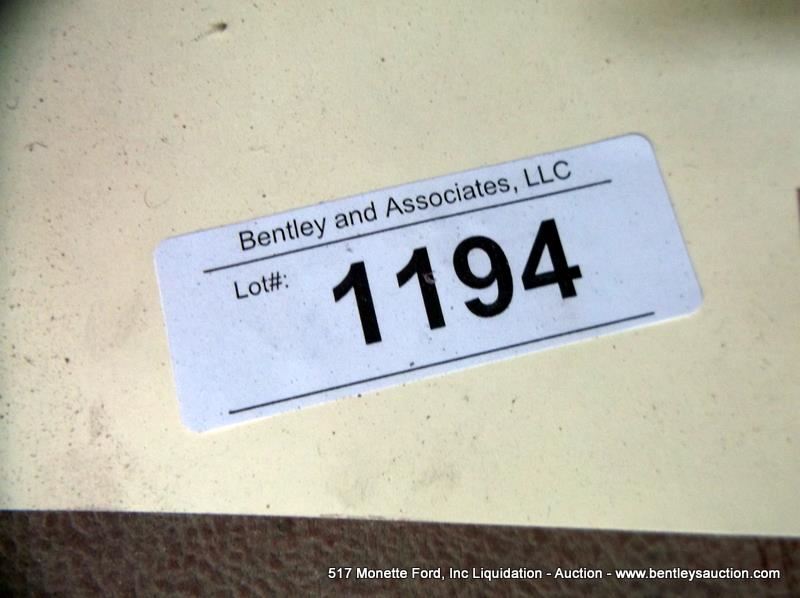 Bentley and Associates, LLC
Lot#:
1194
517 Monette Ford, Inc Liquidation - Auction - www.bentleysauction.com